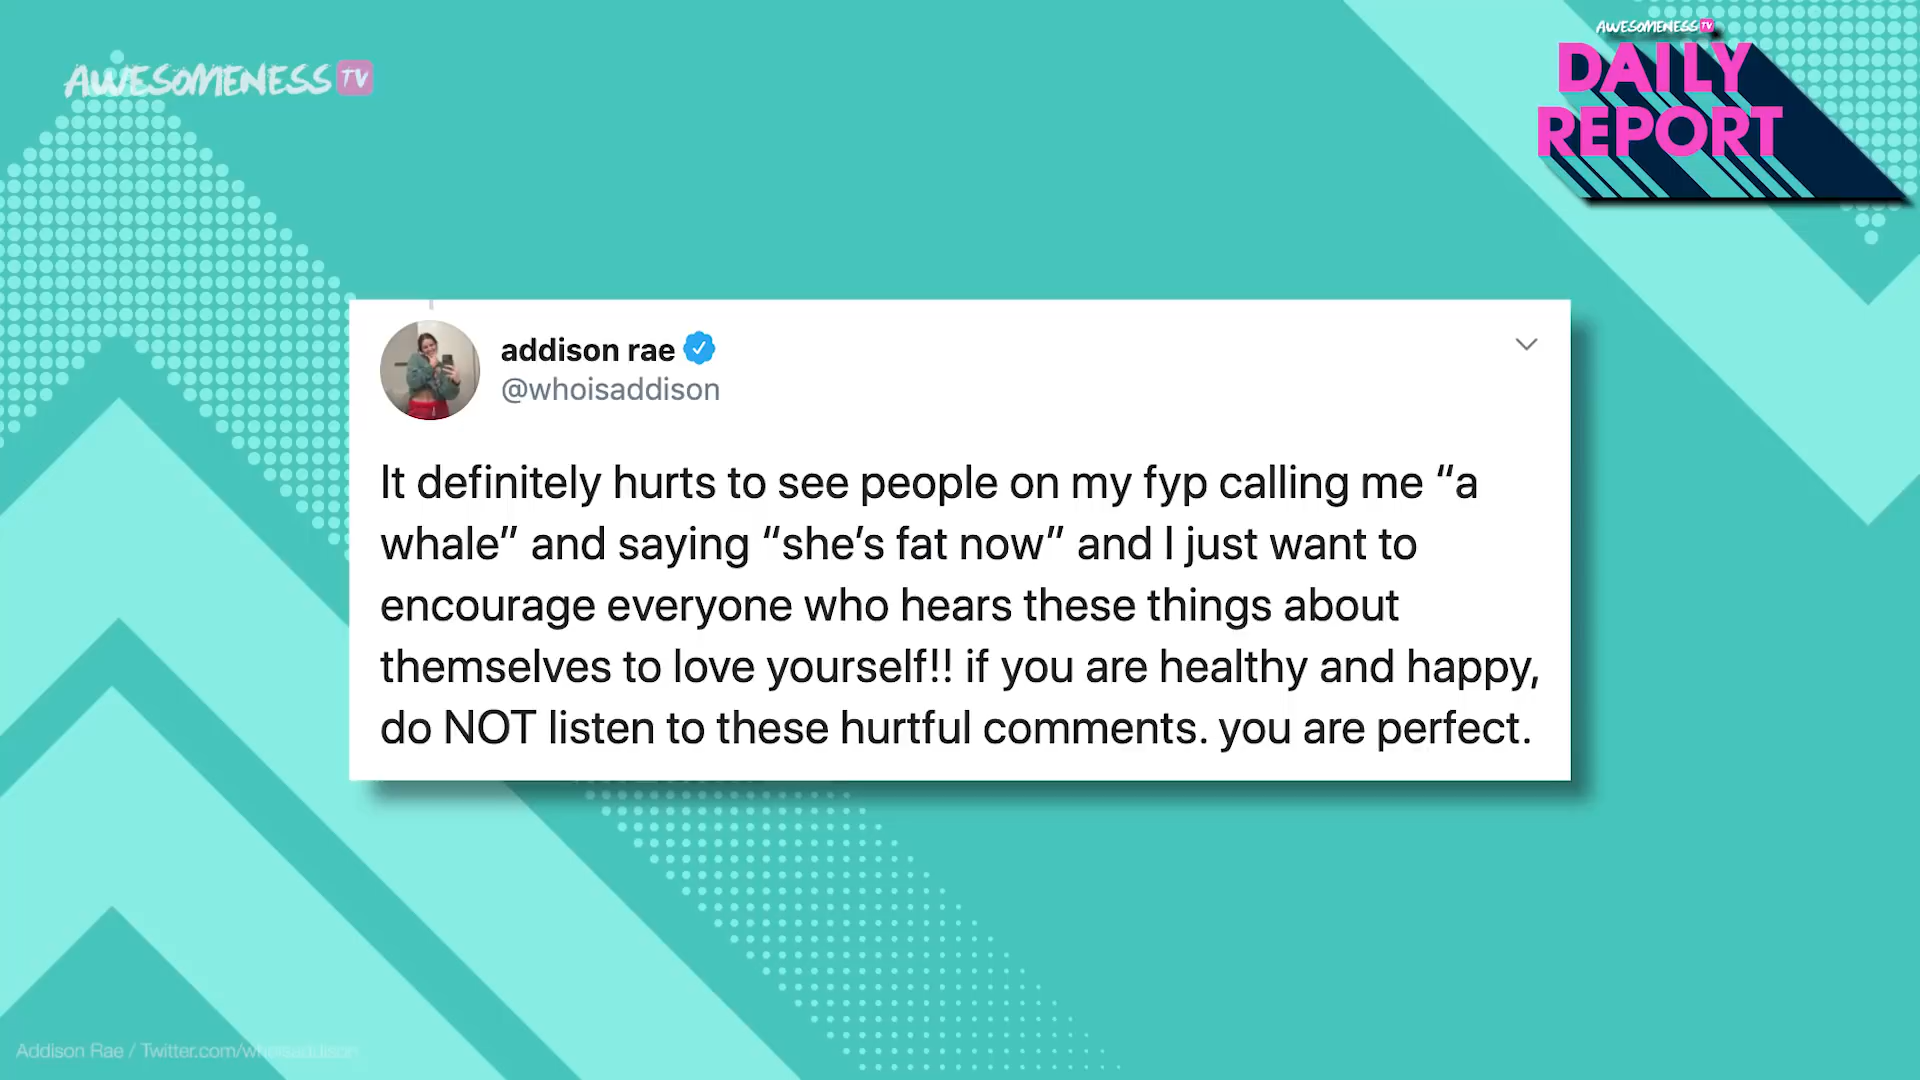 AWESOMENESS TV
AWESOMENESS TV
DAILY
REPORT
addison rae
@whoisaddison
It definitely hurts to see people on my fyp calling me “a
whale” and saying “she’s fat now” and I just want to
encourage everyone who hears these things about
themselves to love yourself!! if you are healthy and happy,
do NOT listen to these hurtful comments. you are perfect.
Addison Rae / Twitter.com/whoisaddison